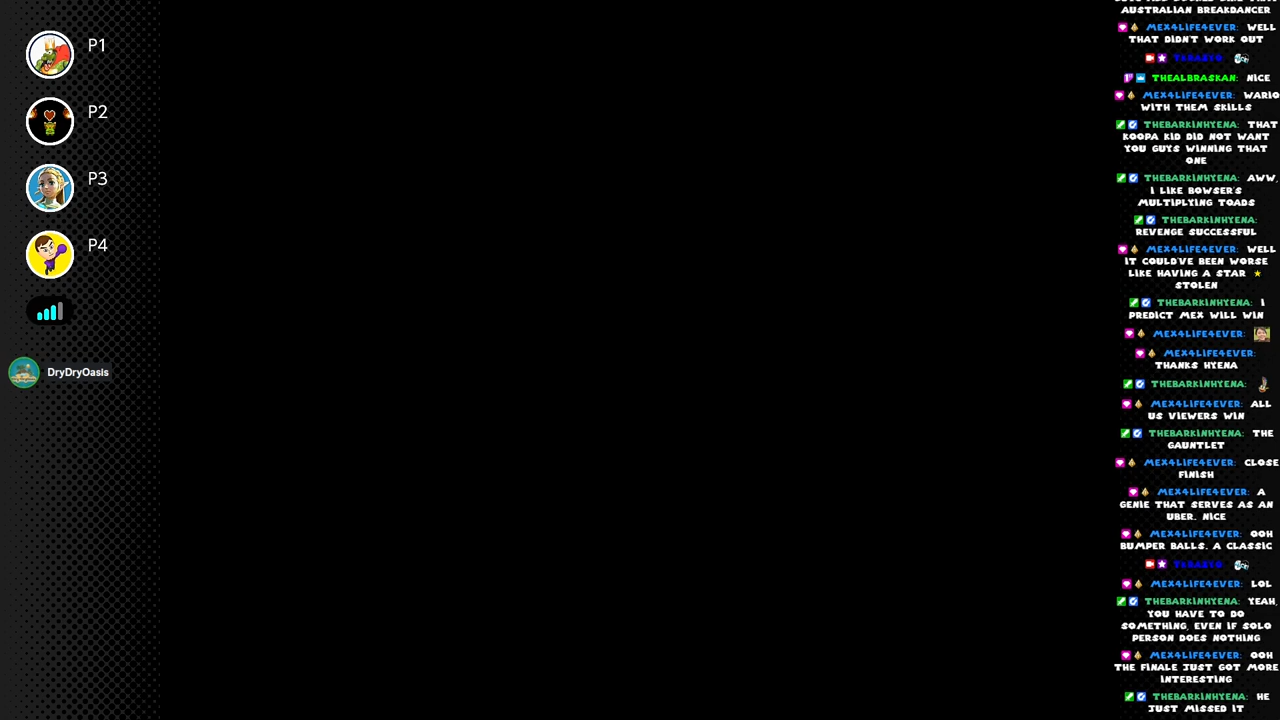 P1
P2
P3
P4
DryDryOasis
AUSTRALIAN BREAKDANCER
MEX4LIFE4EVER: WELL
THAT DIDN'T WORK OUT
THEALBRASKAN: NICE
MEX4LIFE4EVER: WARIO
WITH THEM SKILLS
THEBARKINHYENA: THAT
KOOPA KID DID NOT WANT
YOU GUYS WINNING THAT
ONE
THEBARKINHYENA: AWW,
I LIKE BOWSER'S
MULTIPLYING TOADS
THEBARKINHYENA:
REVENGE SUCCESSFUL
MEX4LIFE4EVER: WELL
IT COULD'VE BEEN WORSE
LIKE HAVING A STAR
STOLEN
THEBARKINHYENA: I
PREDICT MEX WILL WIN
MEX4LIFE4EVER:
MEX4LIFE4EVER:
THANKS HYENA
THEBARKINHYENA:
MEX4LIFE4EVER: ALL
US VIEWERS WIN
THEBARKINHYENA: THE
GAUNTLET
MEX4LIFE4EVER: CLOSE
FINISH
MEX4LIFE4EVER: A
GENIE THAT SERVES AS AN
UBER. NICE
MEX4LIFE4EVER: OOH
BUMPER BALLS. A CLASSIC
MEX4LIFE4EVER: LOL
THEBARKINHYENA: YEAH,
YOU HAVE TO DO
SOMETHING, EVEN IF SOLO
PERSON DOES NOTHING
MEX4LIFE4EVER: OOH
THE FINALE JUST GOT MORE
INTERESTING
THEBARKINHYENA: HE
JUST MISSED IT